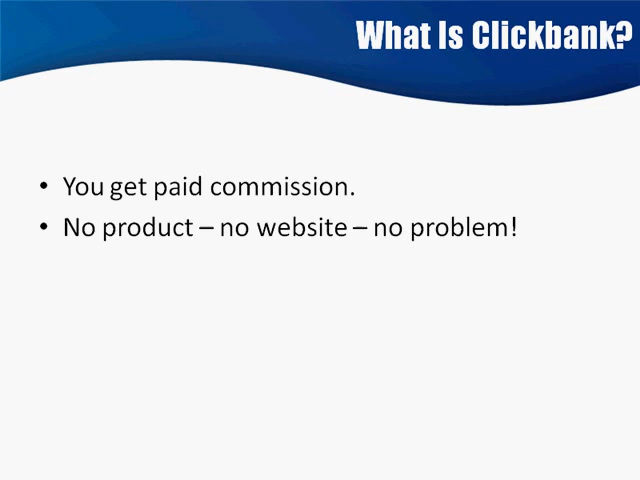 What Is Clickbank?
• You get paid commission.
• No product – no website – no problem!